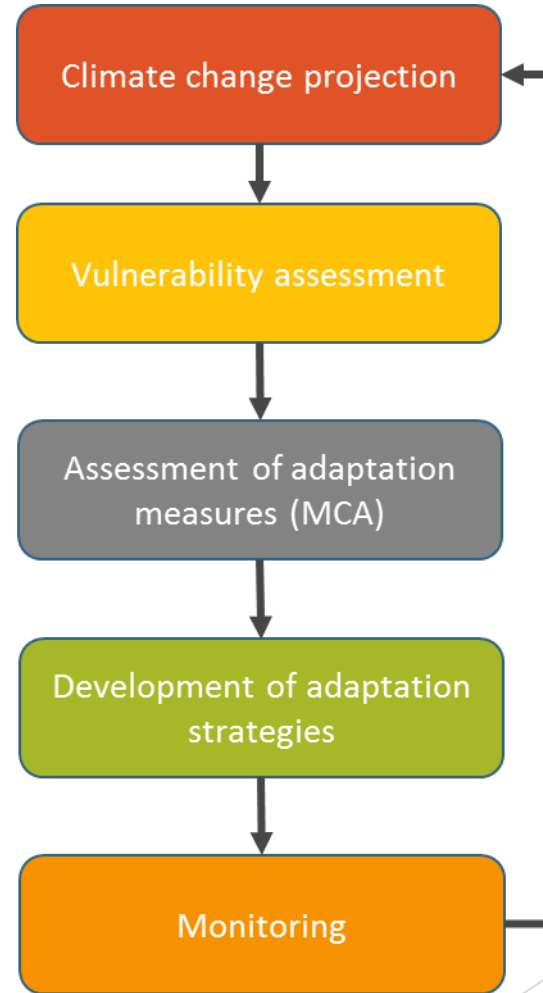 Climate change projection
Vulnerability assessment
Assessment of adaptation
measures (MCA)
Development of adaptation
strategies
Monitoring